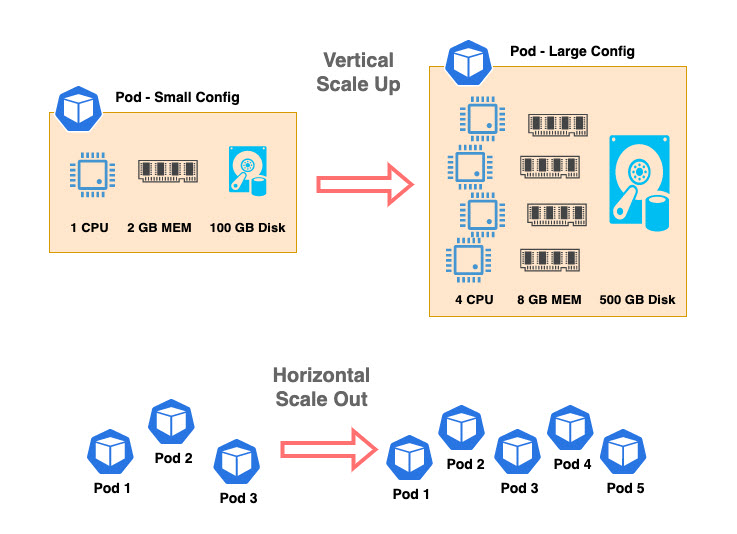 Vertical
Scale Up
Pod - Small Config
Pod - Large Config
1 CPU
2 GB MEM
100 GB Disk
4 CPU
8 GB MEM
500 GB Disk
Horizontal
Scale Out
Pod 1
Pod 2
Pod 3
Pod 1
Pod 2
Pod 3
Pod 4
Pod 5